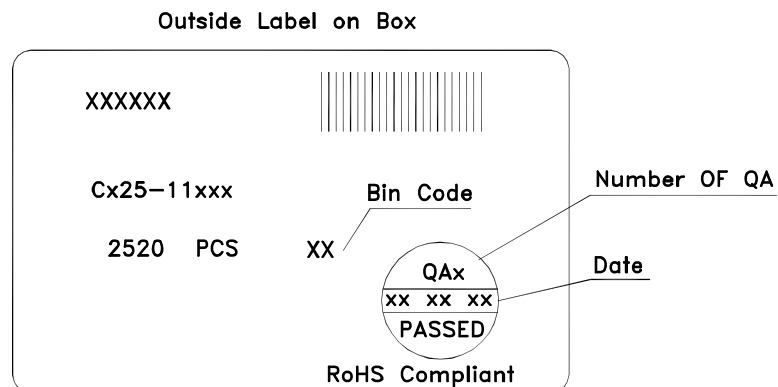 Outside Label on Box
XXXXXX
Cx25-11xxx
Bin Code
Number OF QA
2520 PCS
XX
QAx
Date
xx xx xx
PASSED
RoHS Compliant